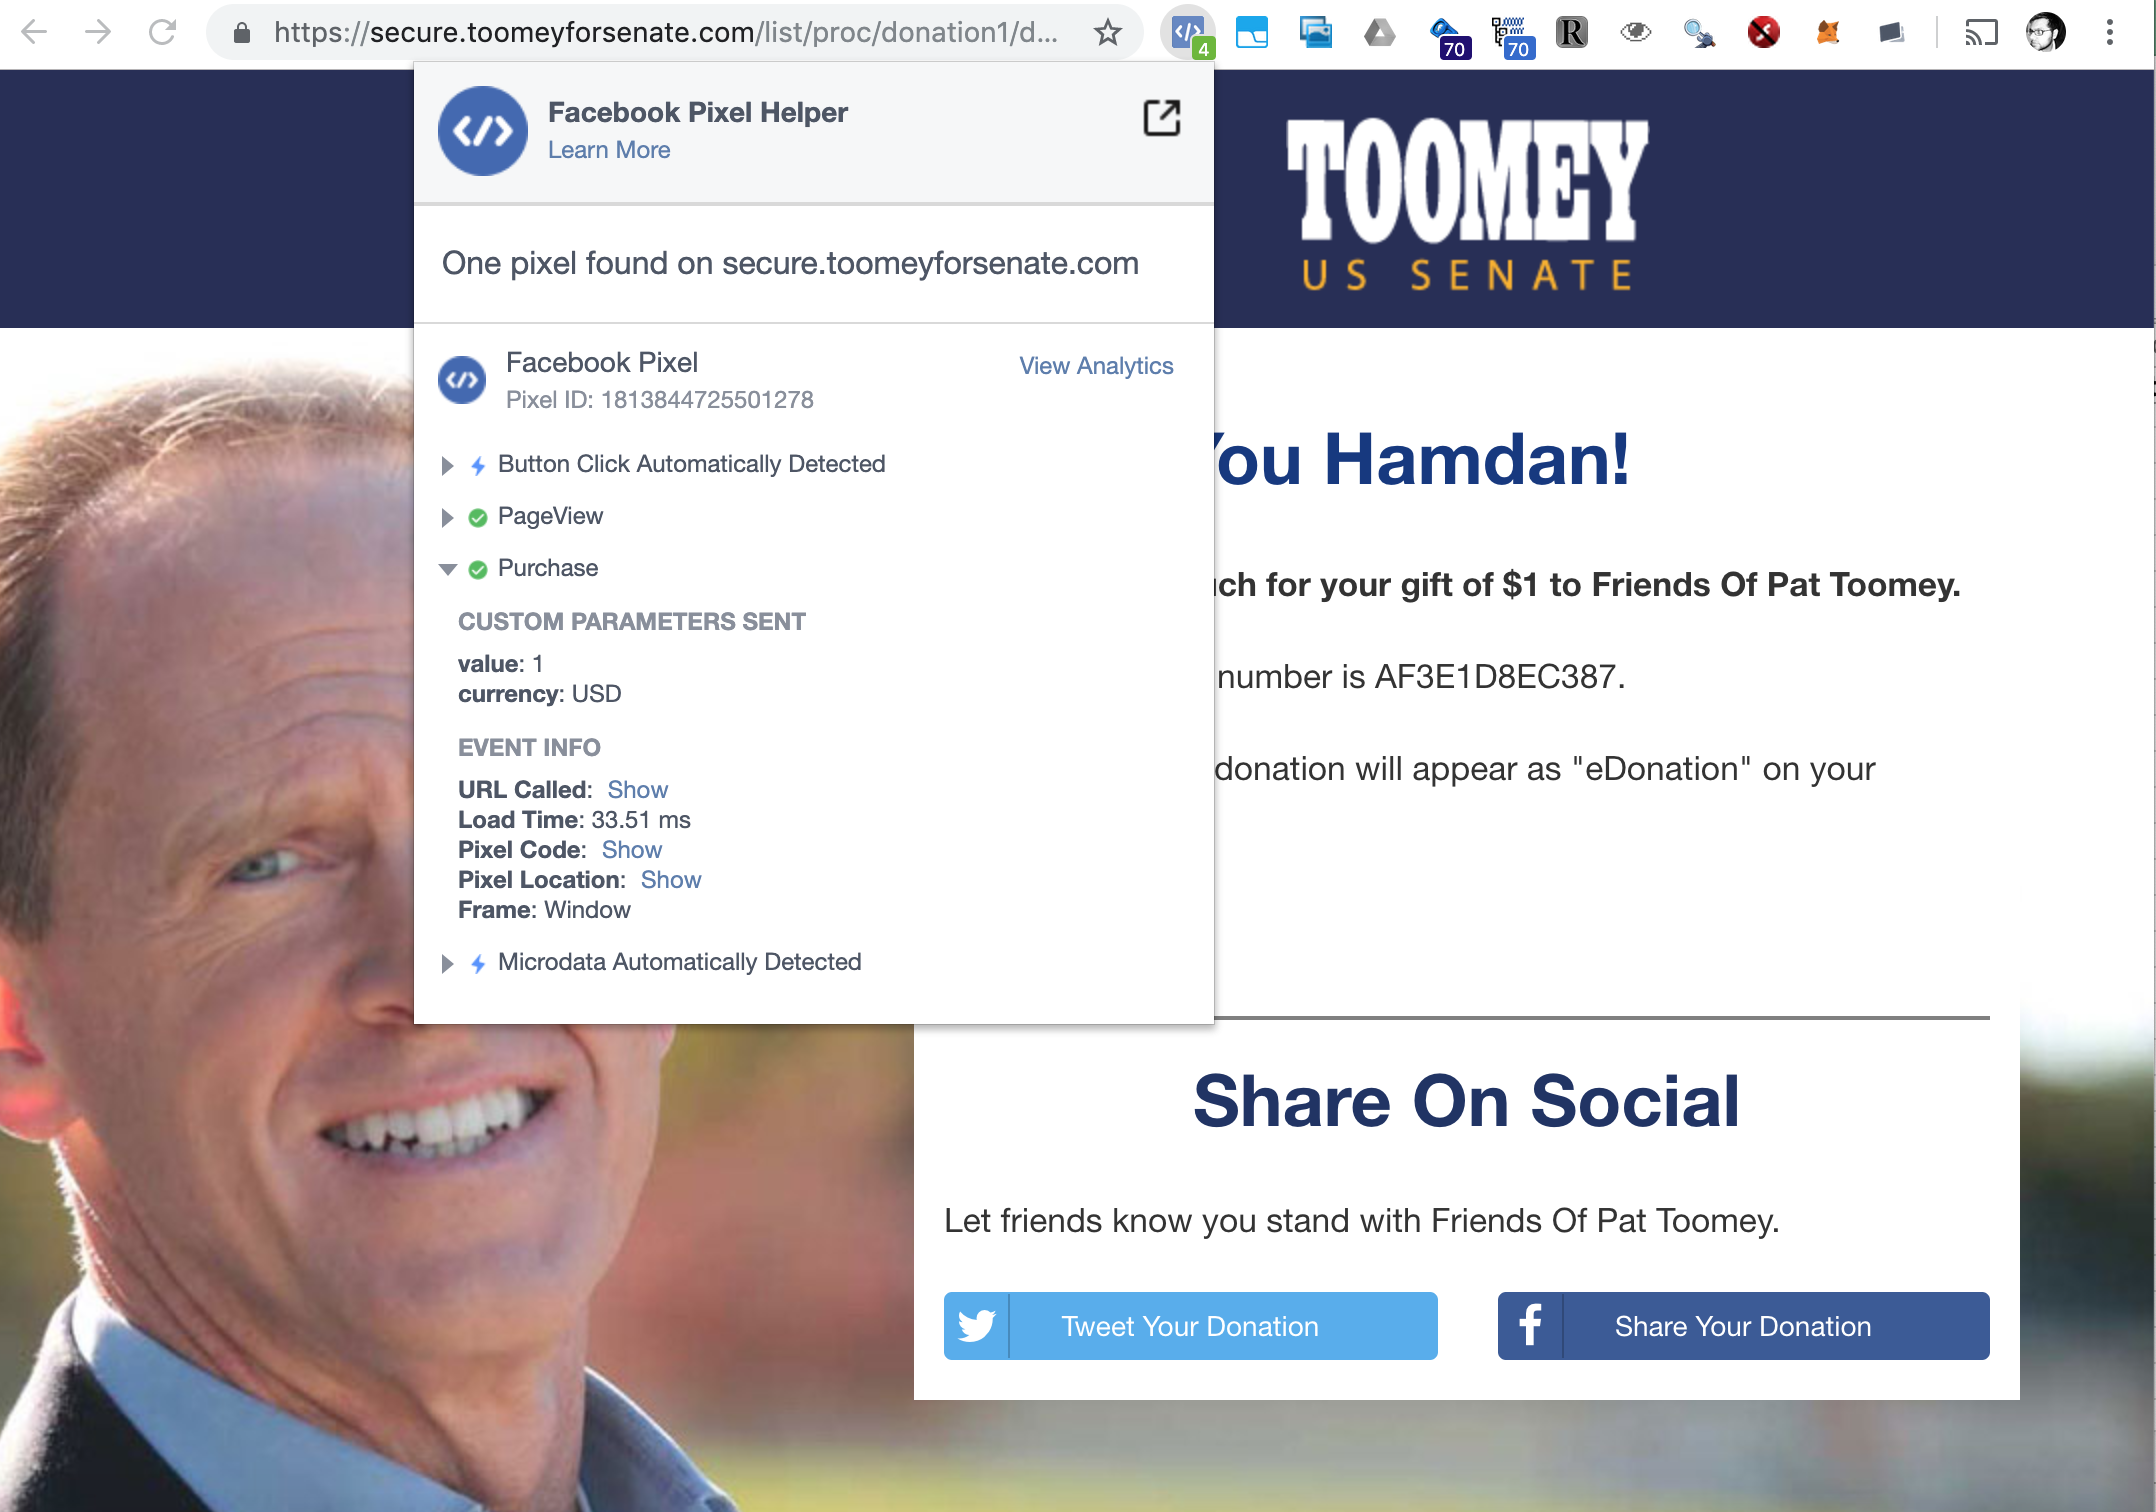 https://secure.toomeyforsenate.com/list/proc/donation1/d...
4
70
70
R
Facebook Pixel Helper
Learn More
One pixel found on secure.toomeyforsenate.com
Facebook Pixel
View Analytics
Pixel ID: 1813844725501278
Button Click Automatically Detected
PageView
Purchase
CUSTOM PARAMETERS SENT
value: 1
currency: USD
EVENT INFO
URL Called: Show
Load Time: 33.51 ms
Pixel Code: Show
Pixel Location: Show
Frame: Window
Microdata Automatically Detected
TOOMEY
US SENATE
You Hamdan!
for your gift of $1 to Friends Of Pat Toomey.
number is AF3E1D8EC387.
donation will appear as "eDonation" on your
Share On Social
Let friends know you stand with Friends Of Pat Toomey.
Tweet Your Donation
Share Your Donation